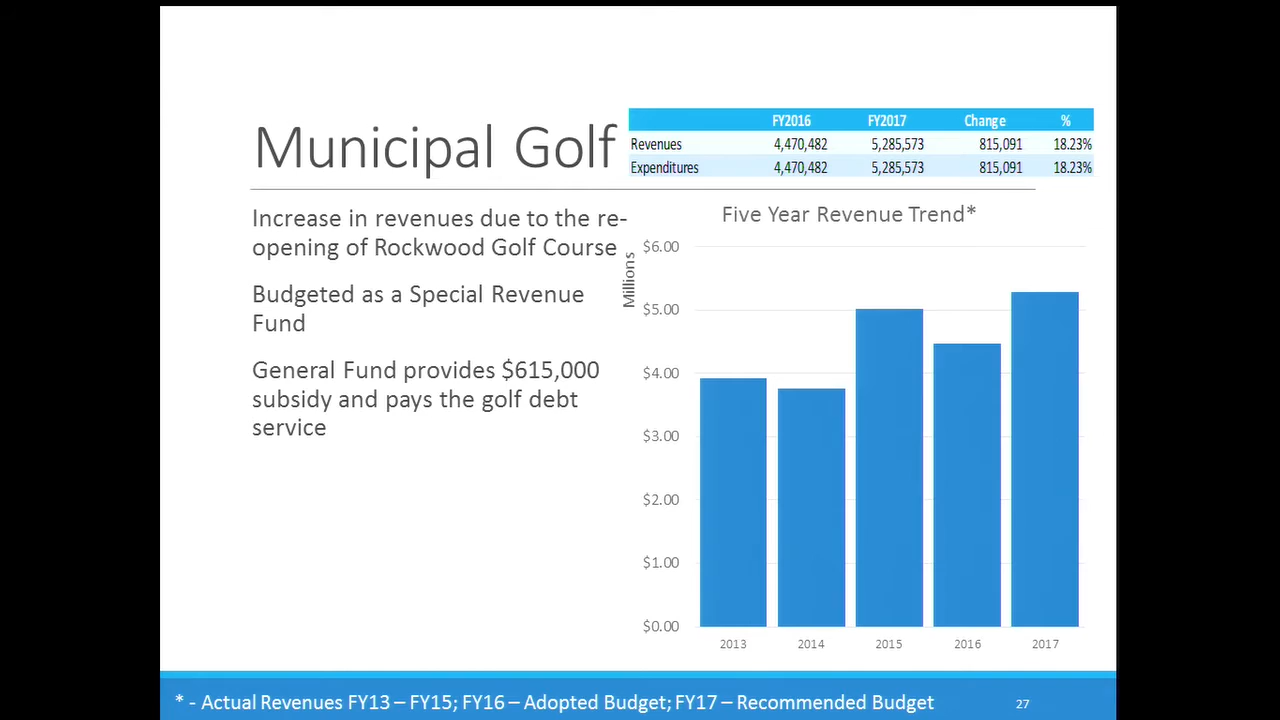 Municipal Golf
FY2016 FY2017 Change %
Revenues 4,470,482 5,285,573 815,091 18.23%
Expenditures 4,470,482 5,285,573 815,091 18.23%
Increase in revenues due to the re-
opening of Rockwood Golf Course
Budgeted as a Special Revenue
Fund
General Fund provides $615,000
subsidy and pays the golf debt
service
Five Year Revenue Trend*
Millions
$6.00
$5.00
$4.00
$3.00
$2.00
$1.00
$0.00
2013 2014 2015 2016 2017
* - Actual Revenues FY13 – FY15; FY16 – Adopted Budget; FY17 – Recommended Budget
27